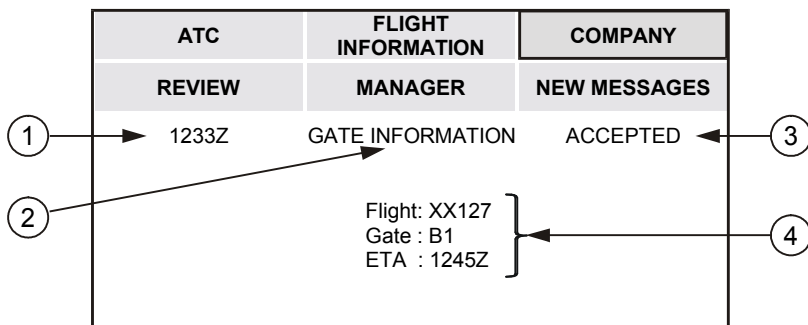 ATC FLIGHT INFORMATION COMPANY
REVIEW MANAGER NEW MESSAGES
1 1233Z GATE INFORMATION ACCEPTED 3
2
Flight: XX127
Gate : B1
ETA : 1245Z
4